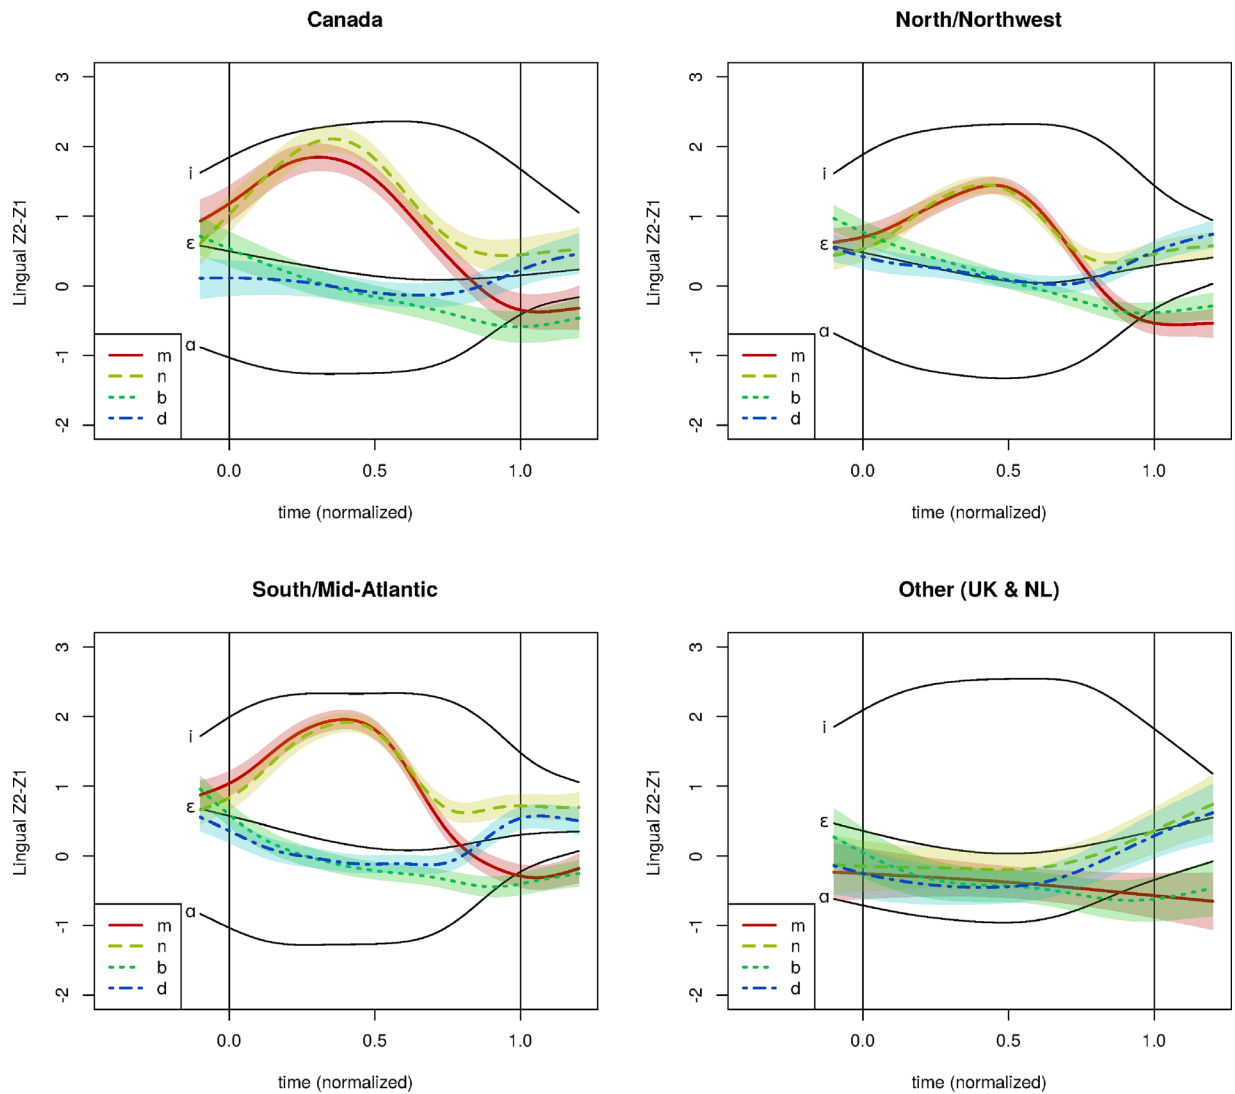 Canada
3
2
1
0
-1
-2
Lingual Z2-Z1
i
ε
ɑ
m
n
b
d
0.0 0.5 1.0
time (normalized)
North/Northwest
3
2
1
0
-1
-2
Lingual Z2-Z1
i
ε
ɑ
m
n
b
d
0.0 0.5 1.0
time (normalized)
South/Mid-Atlantic
3
2
1
0
-1
-2
Lingual Z2-Z1
i
ε
ɑ
m
n
b
d
0.0 0.5 1.0
time (normalized)
Other (UK & NL)
3
2
1
0
-1
-2
Lingual Z2-Z1
i
ε
ɑ
m
n
b
d
0.0 0.5 1.0
time (normalized)